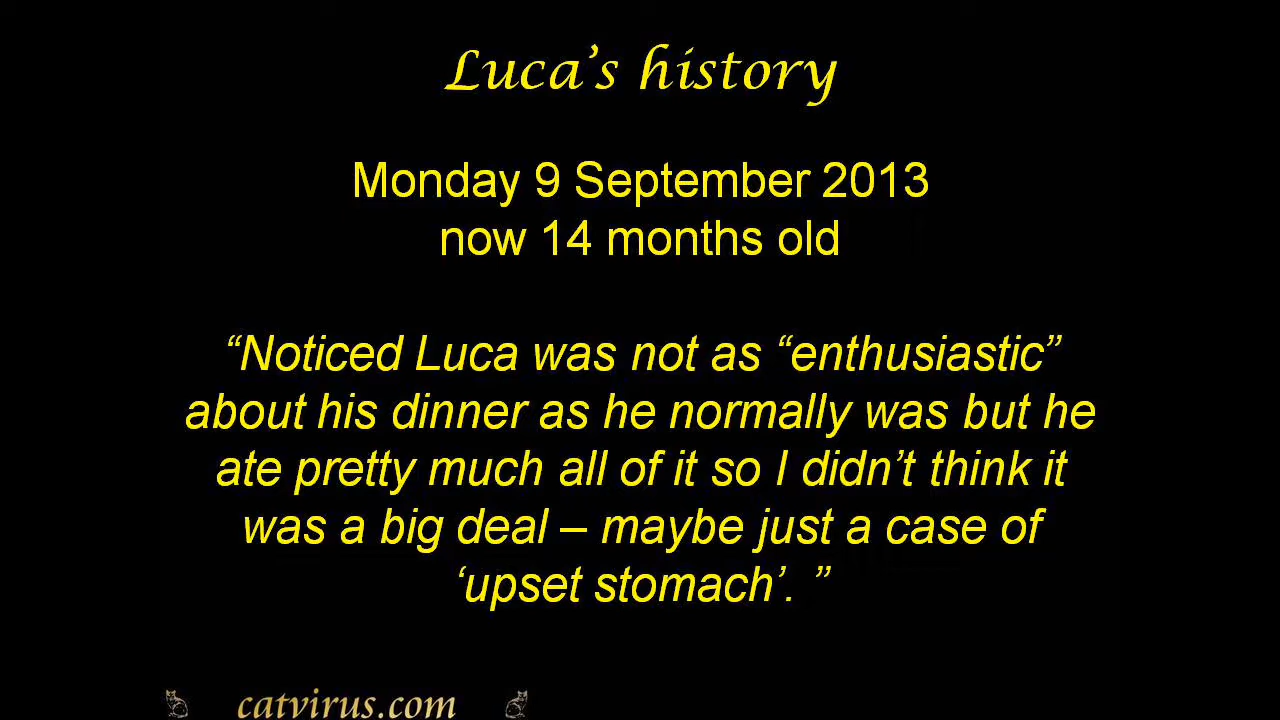 Luca’s history
Monday 9 September 2013
now 14 months old
“Noticed Luca was not as “enthusiastic”
about his dinner as he normally was but he
ate pretty much all of it so I didn’t think it
was a big deal – maybe just a case of
‘upset stomach’. ”
catvirus.com